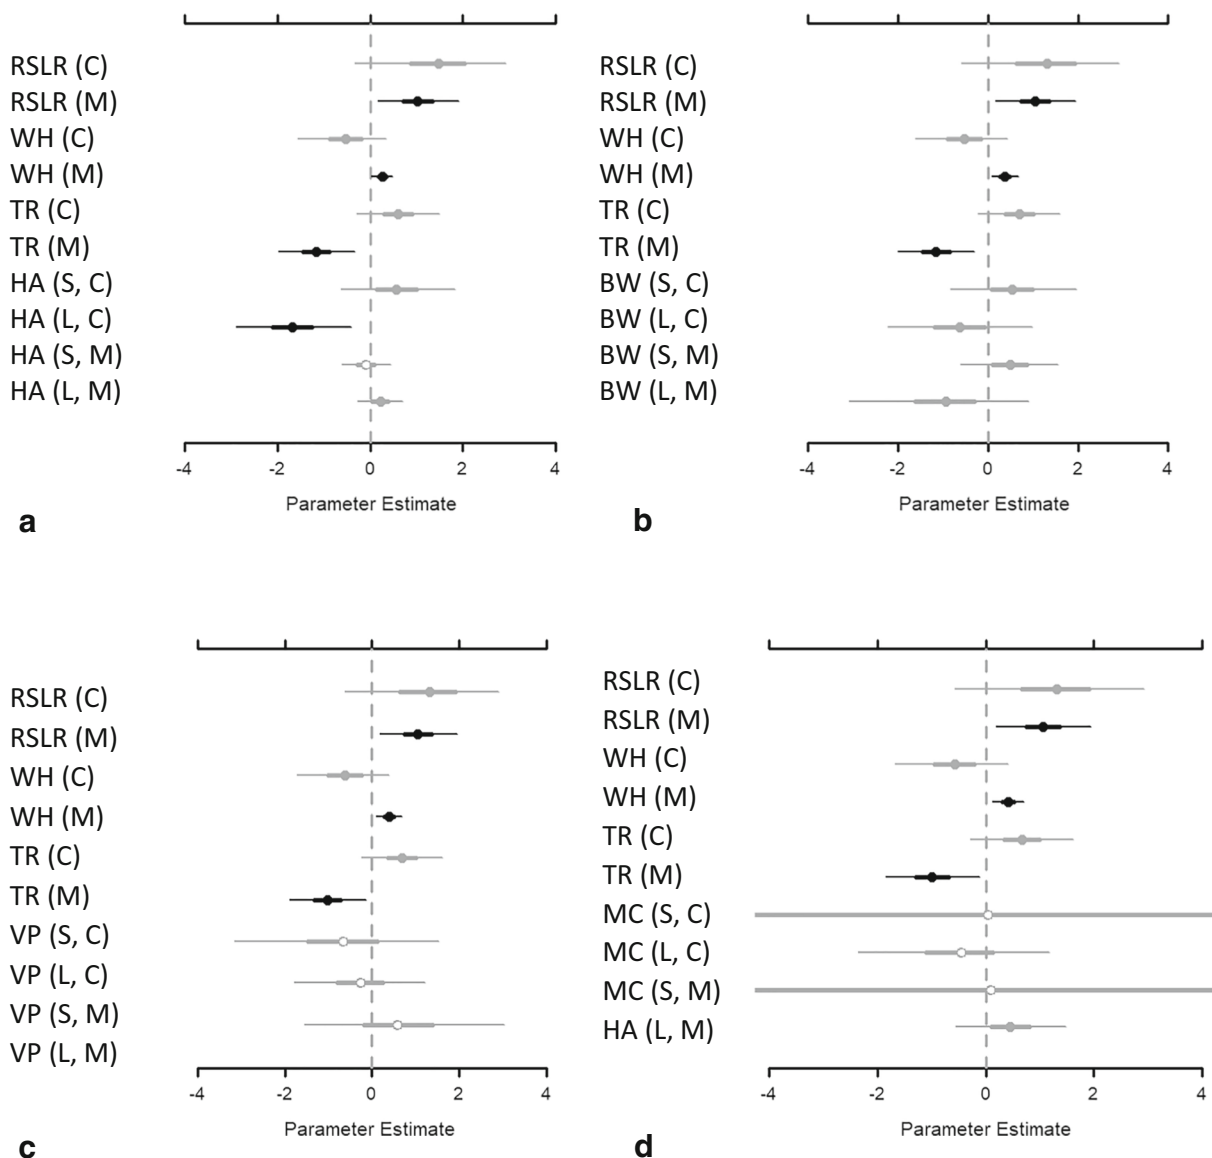 RSLR (C)
RSLR (M)
WH (C)
WH (M)
TR (C)
TR (M)
HA (S, C)
HA (L, C)
HA (S, M)
HA (L, M)
-4 -2 0 2 4
Parameter Estimate
a
RSLR (C)
RSLR (M)
WH (C)
WH (M)
TR (C)
TR (M)
BW (S, C)
BW (L, C)
BW (S, M)
BW (L, M)
-4 -2 0 2 4
Parameter Estimate
b
RSLR (C)
RSLR (M)
WH (C)
WH (M)
TR (C)
TR (M)
VP (S, C)
VP (L, C)
VP (S, M)
VP (L, M)
-4 -2 0 2 4
Parameter Estimate
c
RSLR (C)
RSLR (M)
WH (C)
WH (M)
TR (C)
TR (M)
MC (S, C)
MC (L, C)
MC (S, M)
HA (L, M)
-4 -2 0 2 4
Parameter Estimate
d